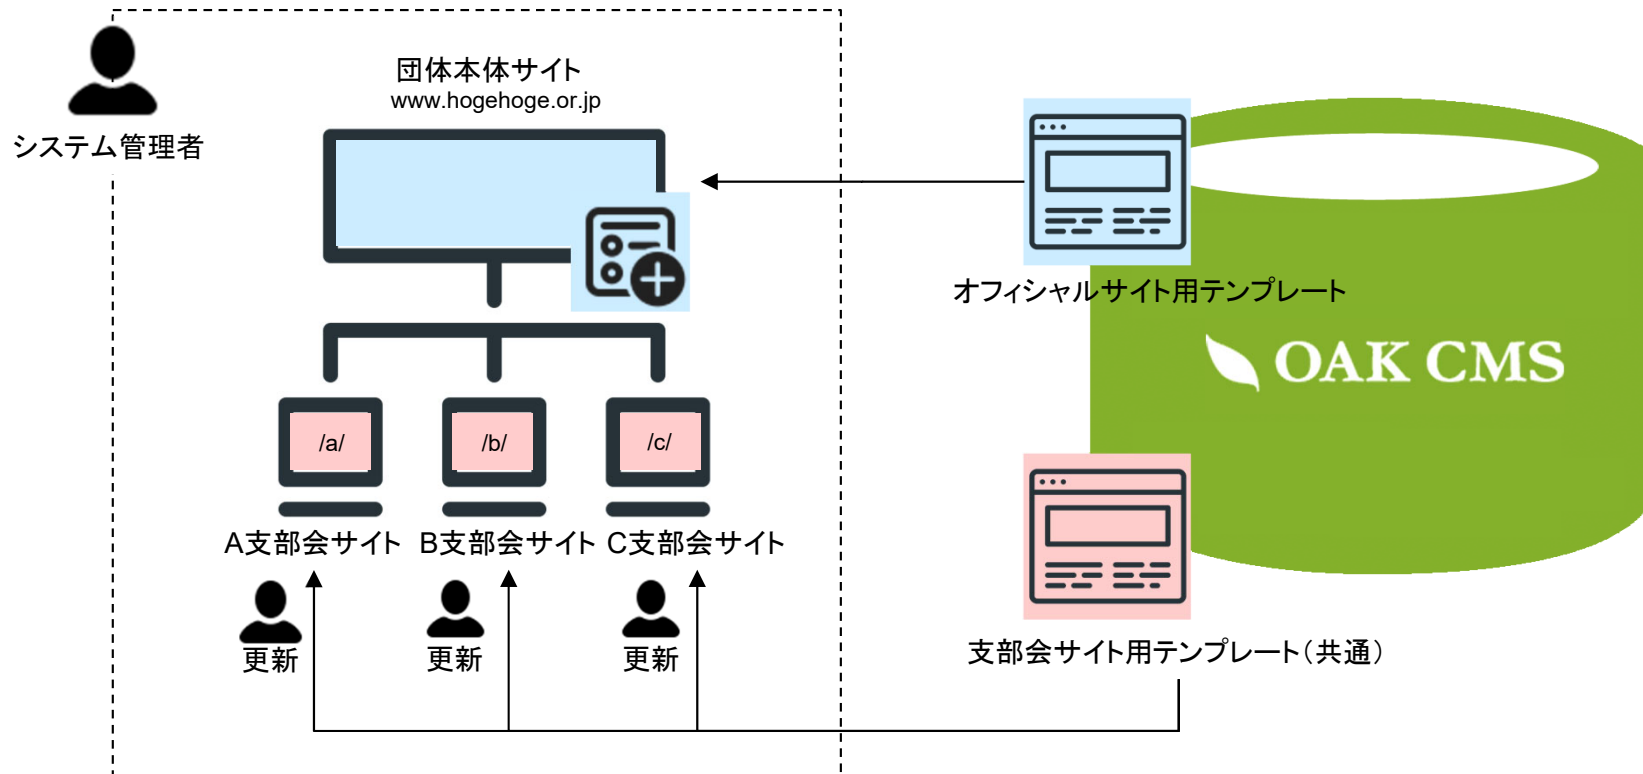 システム管理者
団体本体サイト
www.hogehoge.or.jp
オフィシャルサイト用テンプレート
OAK CMS
/a/
/b/
/c/
A支部会サイト
B支部会サイト
C支部会サイト
更新
更新
更新
支部会サイト用テンプレート(共通)